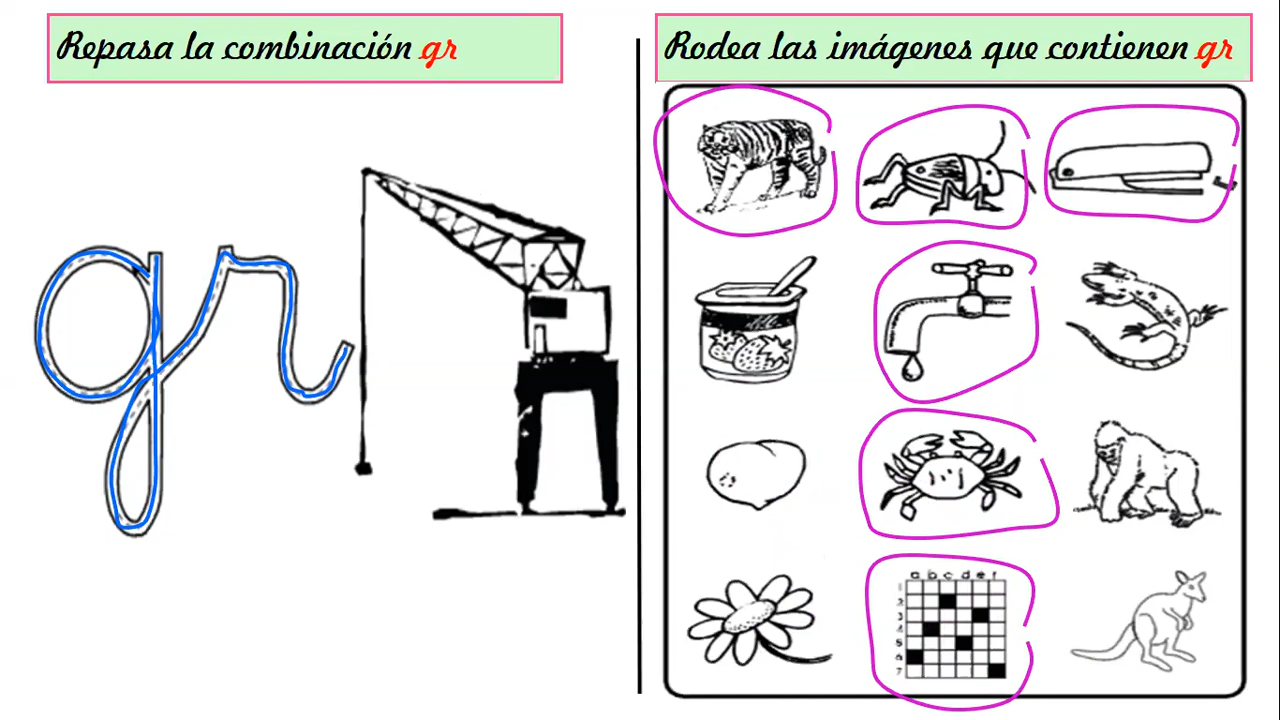 Repasa la combinación gr
Rodea las imágenes que contienen gr
gr
a b c d e f
1
2
3
4
5
6
7